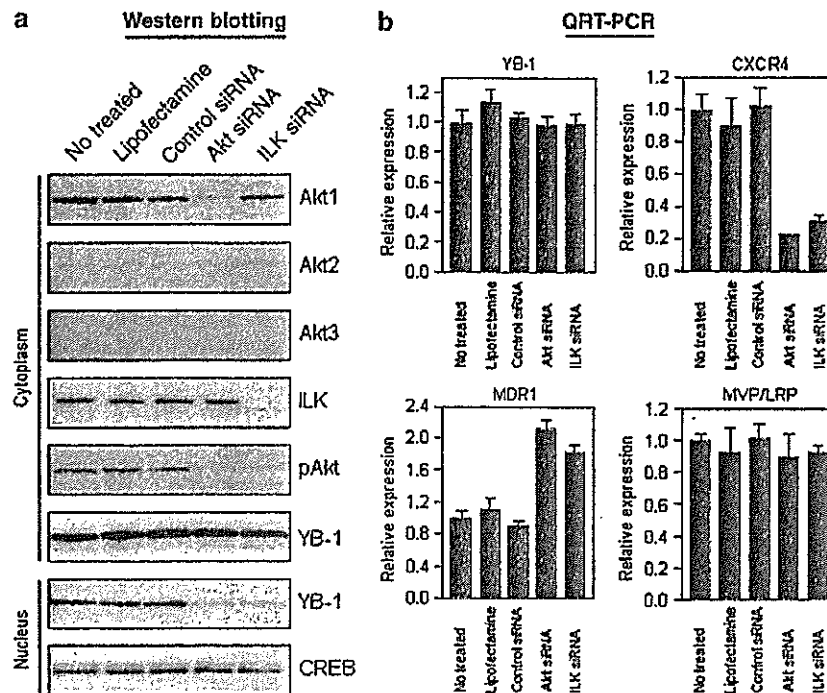 a
Western blotting
No treated
Lipofectamine
Control siRNA
Akt siRNA
ILK siRNA
Cytoplasm
Akt1
Akt2
Akt3
ILK
pAkt
YB-1
Nucleus
YB-1
CREB
b
QRT-PCR
YB-1
Relative expression
1.2
1.0
0.8
0.6
0.4
0.2
0.0
No treated
Lipofectamine
Control siRNA
Akt siRNA
ILK siRNA
CXCR4
Relative expression
1.2
1.0
0.8
0.6
0.4
0.2
0.0
No treated
Lipofectamine
Control siRNA
Akt siRNA
ILK siRNA
MDR1
Relative expression
2.4
2.0
1.6
1.2
0.8
0.4
0.0
No treated
Lipofectamine
Control siRNA
Akt siRNA
ILK siRNA
MVP/LRP
Relative expression
1.2
1.0
0.8
0.6
0.4
0.2
0.0
No treated
Lipofectamine
Control siRNA
Akt siRNA
ILK siRNA